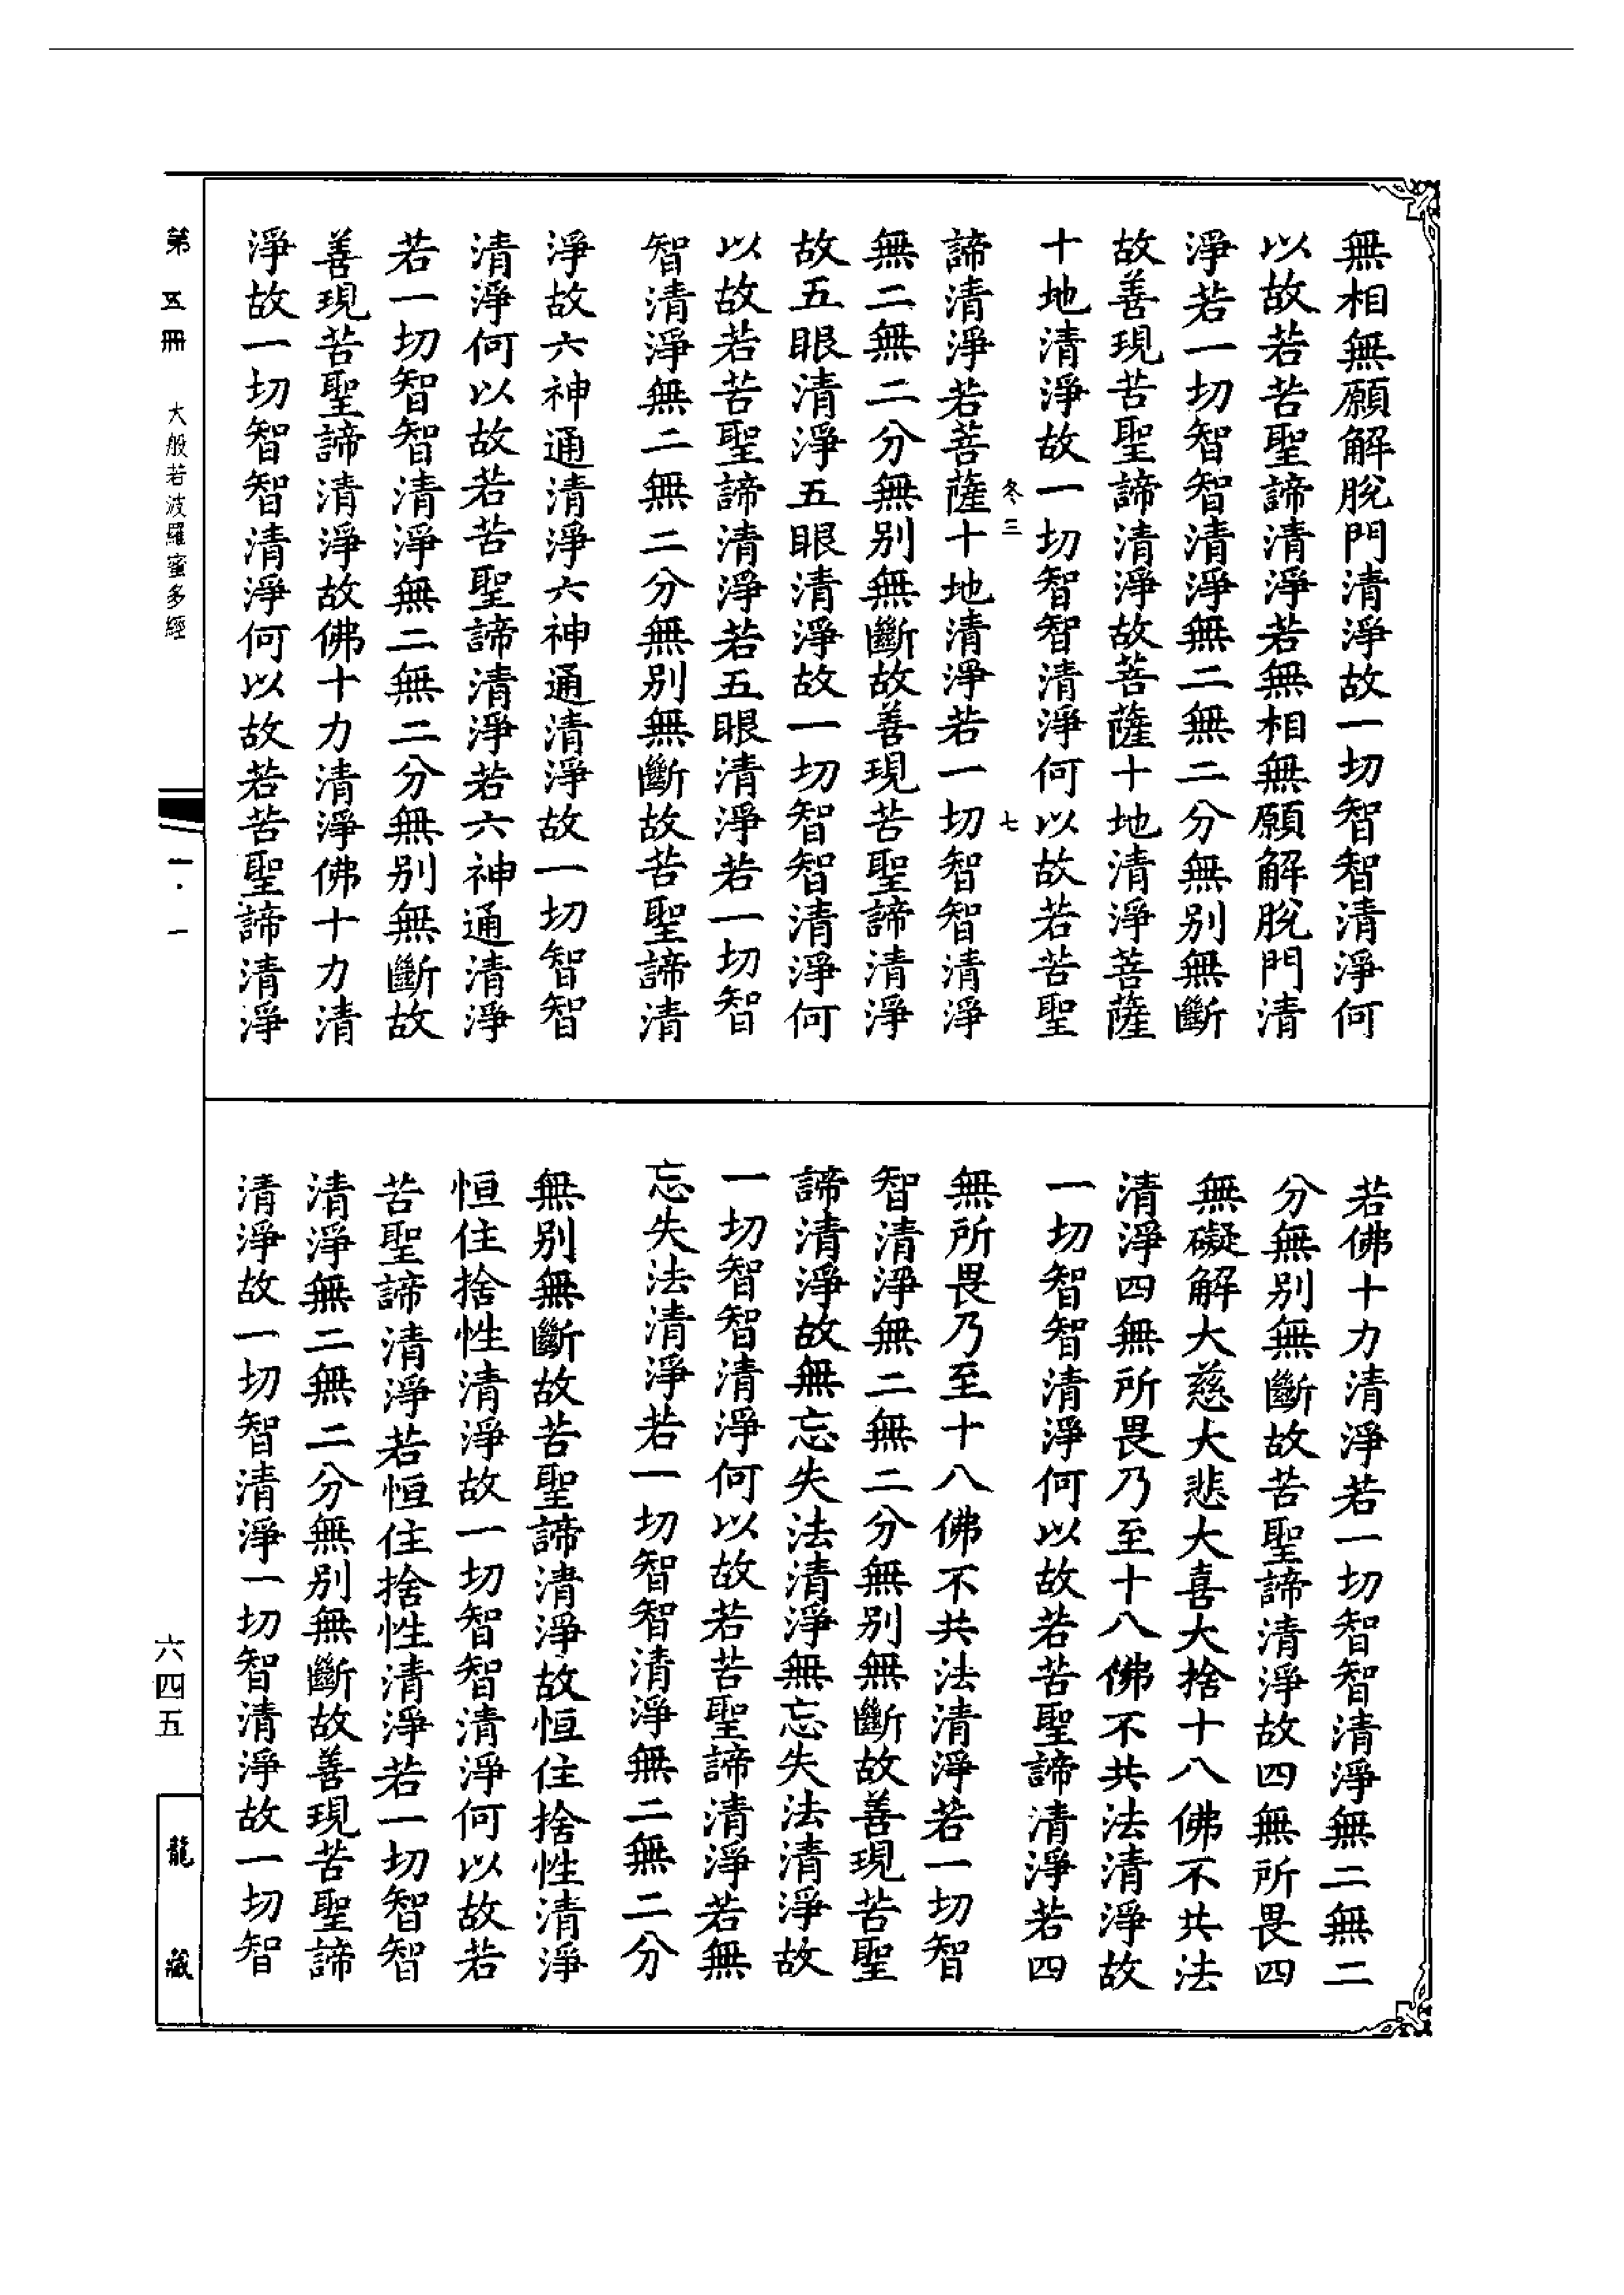 無相無願解脫門清淨故一切智智清淨何
以故若苦聖諦清淨若無相無願解脫門清
淨若一切智智清淨無二無二分無別無斷
故善現苦聖諦清淨故菩薩十地清淨菩薩
十地清淨故一切智智清淨何以故若苦聖
冬三 七
諦清淨若菩薩十地清淨若一切智智清淨
無二無二分無別無斷故善現苦聖諦清淨
故五眼清淨五眼清淨故一切智智清淨何
以故若苦聖諦清淨若五眼清淨若一切智
智清淨無二無二分無別無斷故苦聖諦清
淨故六神通清淨六神通清淨故一切智智
清淨何以故若苦聖諦清淨若六神通清淨
若一切智智清淨無二無二分無別無斷故
善現苦聖諦清淨故佛十力清淨佛十力清
淨故一切智智清淨何以故若苦聖諦清淨
若佛十力清淨若一切智智清淨無二無二
分無別無斷故苦聖諦清淨故四無所畏四
無礙解大慈大悲大喜大捨十八佛不共法
清淨四無所畏乃至十八佛不共法清淨故
一切智智清淨何以故若苦聖諦清淨若四
無所畏乃至十八佛不共法清淨若一切智
智清淨無二無二分無別無斷故善現苦聖
諦清淨故無忘失法清淨無忘失法清淨故
一切智智清淨何以故若苦聖諦清淨若無
忘失法清淨若一切智智清淨無二無二分
無別無斷故苦聖諦清淨故恒住捨性清淨
恒住捨性清淨故一切智智清淨何以故若
苦聖諦清淨若恒住捨性清淨若一切智智
清淨無二無二分無別無斷故善現苦聖諦
清淨故一切智清淨一切智清淨故一切智
第五冊 大般若波羅蜜多經
一·一
六四五
龍藏